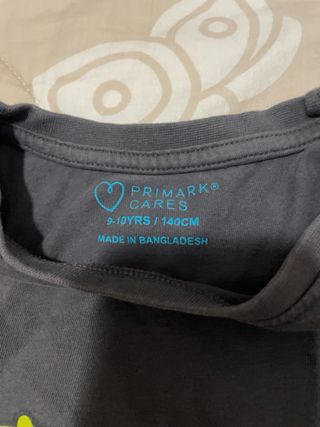 PRIMARK®
CARES
9-10YRS / 140CM
MADE IN BANGLADESH